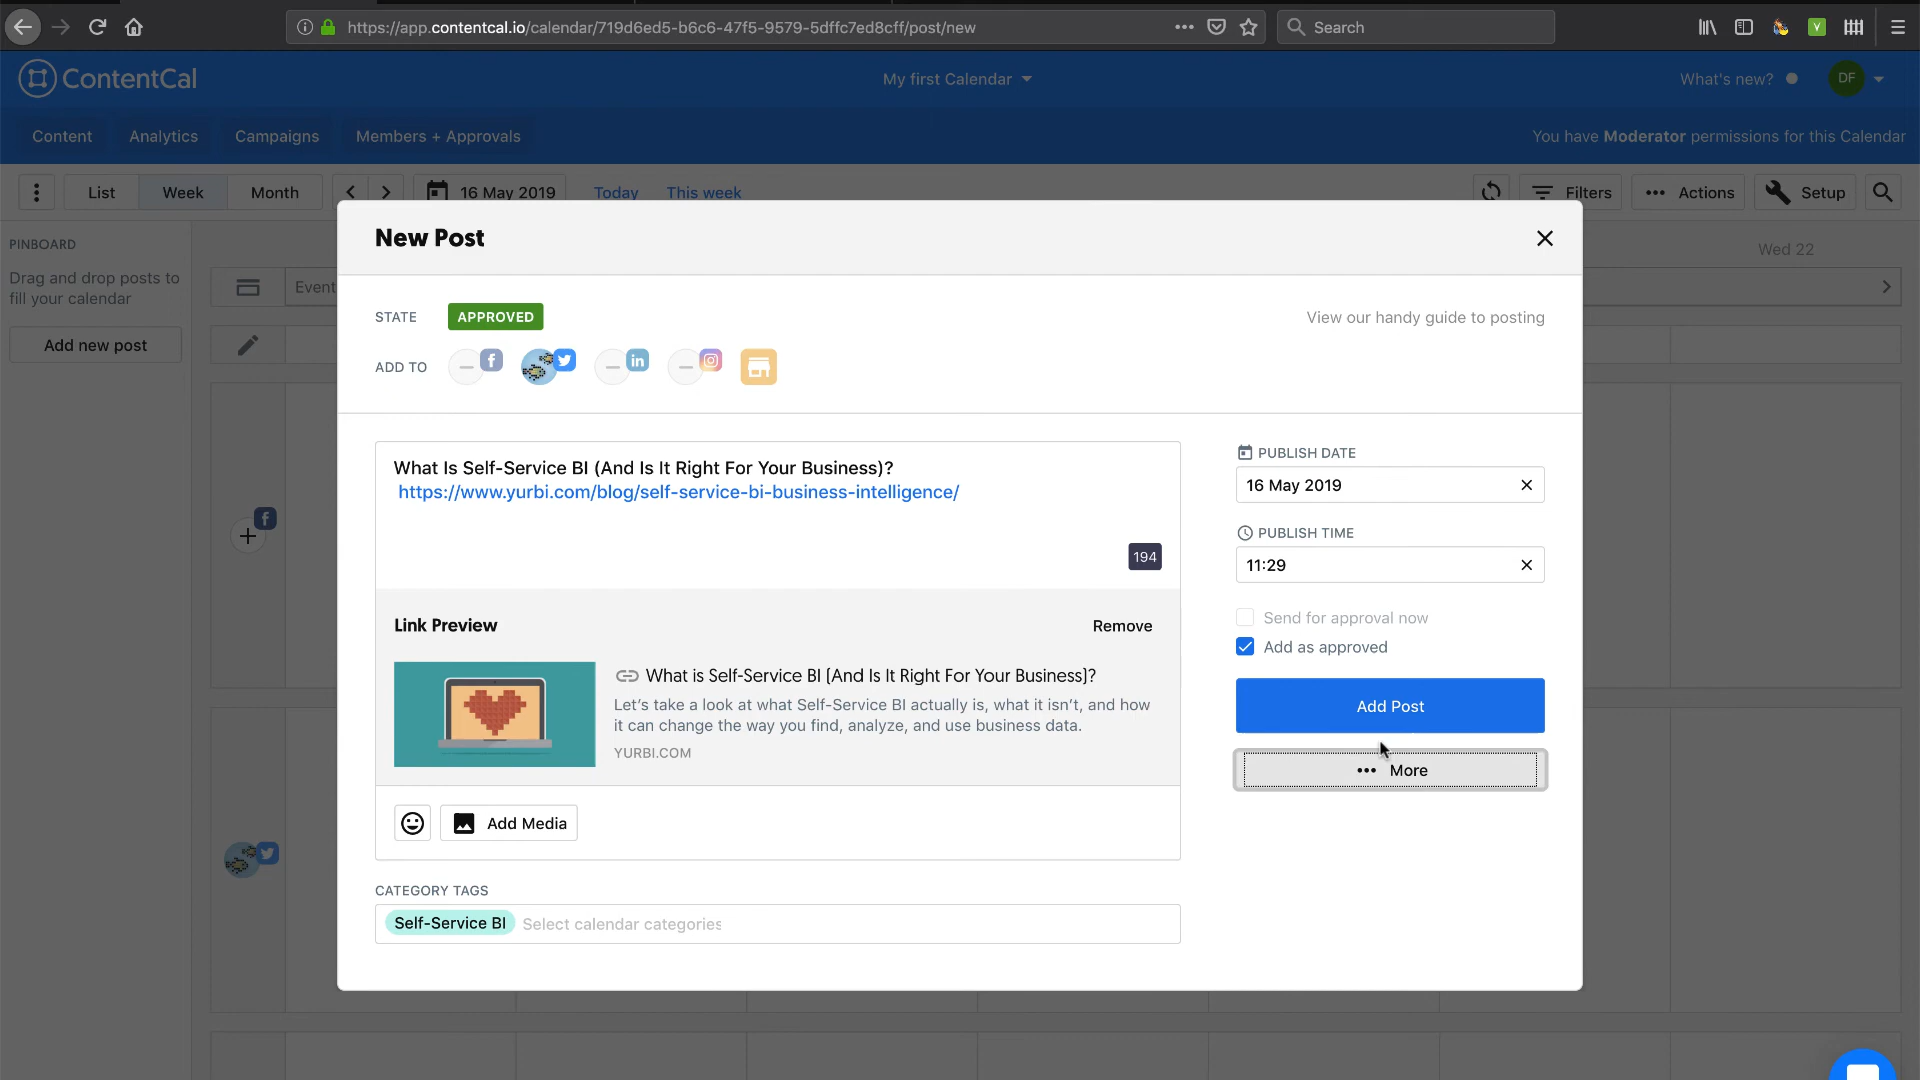 https://app.contentcal.io/calendar/719d6ed5-b6c6-47f5-9579-5dffc7ed8cff/post/new
Search
ContentCal
My first Calendar
What's new?
DF
Content
Analytics
Campaigns
Members + Approvals
You have Moderator permissions for this Calendar
List
Week
Month
16 May 2019
Today
This week
Filters
Actions
Setup
PINBOARD
Drag and drop posts to
fill your calendar
Add new post
Event
Wed 22
New Post
STATE
APPROVED
View our handy guide to posting
ADD TO
What Is Self-Service BI (And Is It Right For Your Business)?
https://www.yurbi.com/blog/self-service-bi-business-intelligence/
194
Link Preview
Remove
What is Self-Service BI (And Is It Right For Your Business)?
Let's take a look at what Self-Service BI actually is, what it isn't, and how
it can change the way you find, analyze, and use business data.
YURBI.COM
Add Media
CATEGORY TAGS
Self-Service BI
Select calendar categories
PUBLISH DATE
16 May 2019
PUBLISH TIME
11:29
Send for approval now
Add as approved
Add Post
More